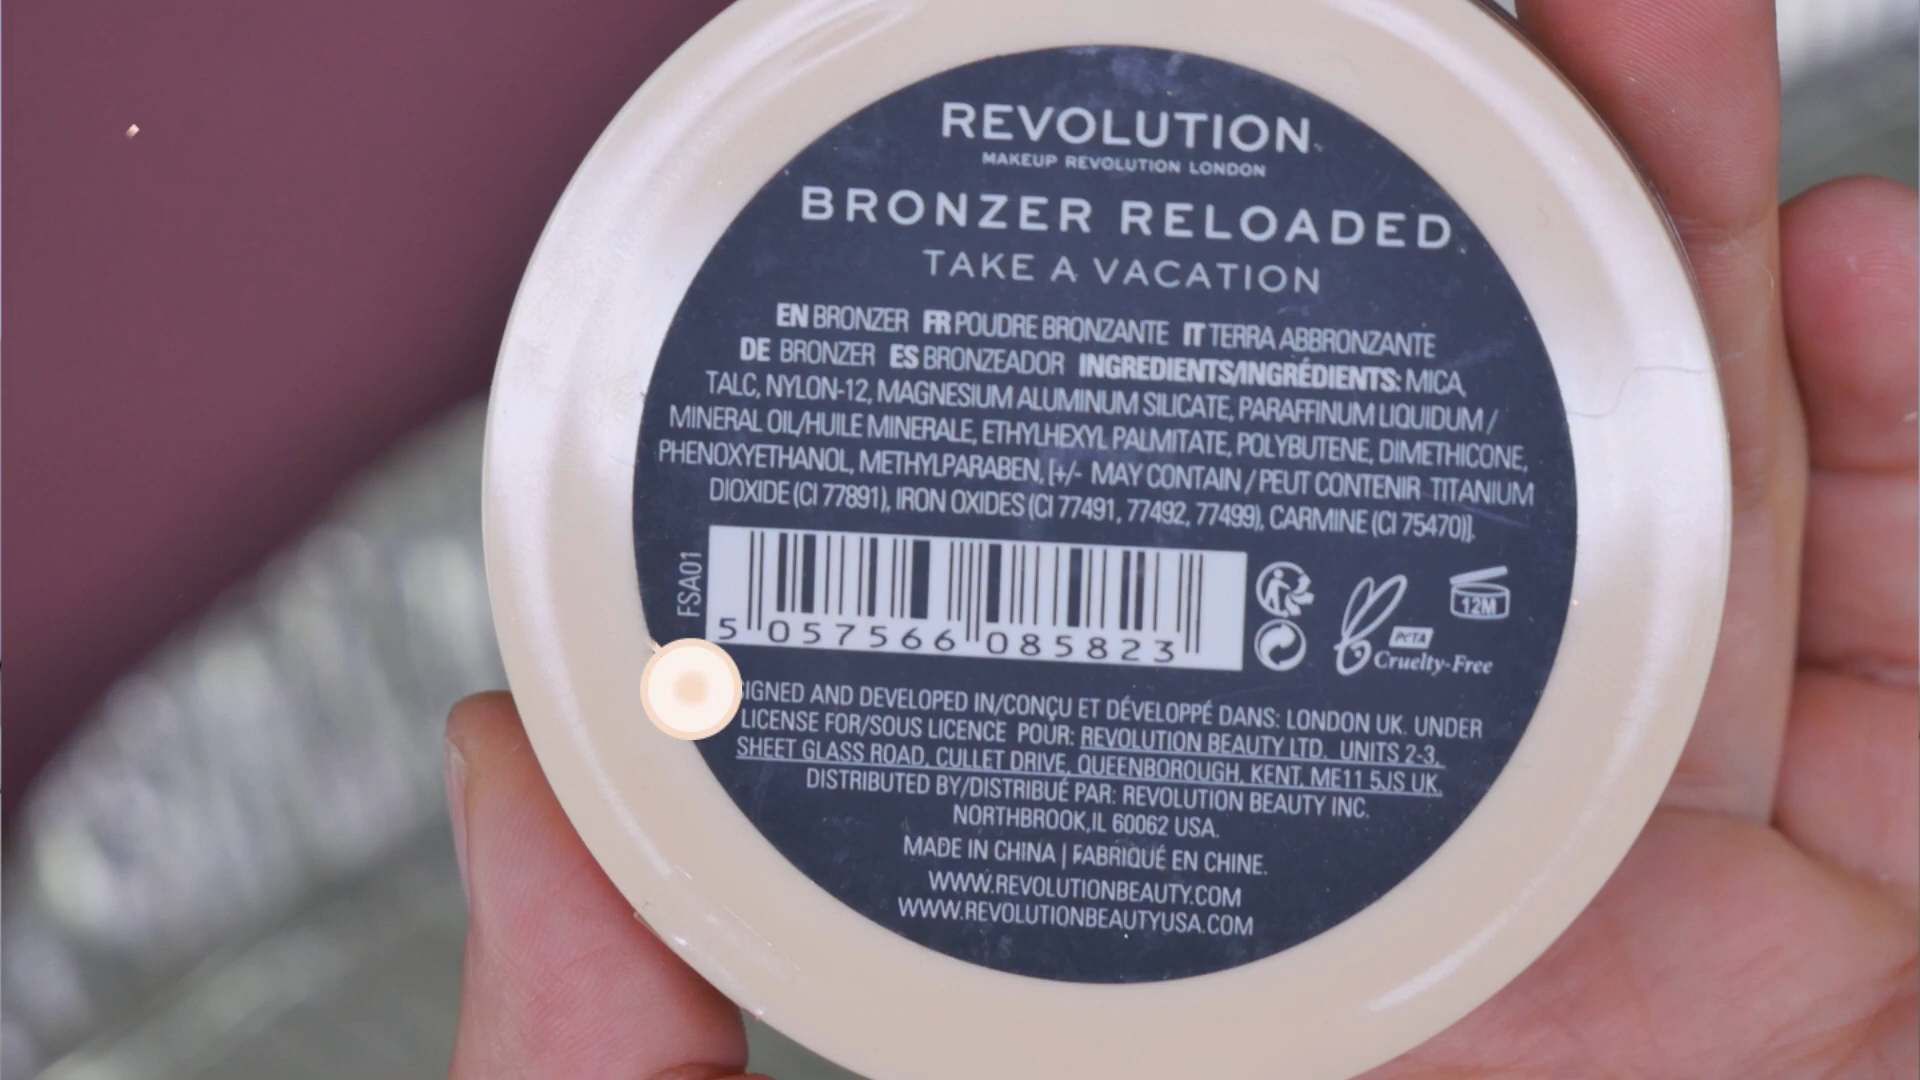 REVOLUTION
MAKEUP REVOLUTION LONDON
BRONZER RELOADED
TAKE A VACATION
EN BRONZER FR POUDRE BRONZANTE IT TERRA ABBRONZANTE
DE BRONZER ES BRONZEADOR INGREDIENTS/INGRÉDIENTS: MICA,
TALC, NYLON-12, MAGNESIUM ALUMINUM SILICATE, PARAFFINUM LIQUIDUM /
MINERAL OIL/HUILE MINERALE, ETHYLHEXYL PALMITATE, POLYBUTENE, DIMETHICONE,
PHENOXYETHANOL, METHYLPARABEN, [+/- MAY CONTAIN / PEUT CONTENIR TITANIUM
DIOXIDE (CI 77891), IRON OXIDES (CI 77491, 77492, 77499), CARMINE (CI 75470)].
FSA01
5 057566 085823
12M
PETA
Cruelty-Free
IGNED AND DEVELOPED IN/CONÇU ET DÉVELOPPÉ DANS: LONDON UK. UNDER
LICENSE FOR/SOUS LICENCE POUR: REVOLUTION BEAUTY LTD, UNITS 2-3,
SHEET GLASS ROAD, CULLET DRIVE, QUEENBOROUGH, KENT, ME11 5JS UK.
DISTRIBUTED BY/DISTRIBUÉ PAR: REVOLUTION BEAUTY INC.
NORTHBROOK,IL 60062 USA.
MADE IN CHINA | FABRIQUÉ EN CHINE.
WWW.REVOLUTIONBEAUTY.COM
WWW.REVOLUTIONBEAUTYUSA.COM